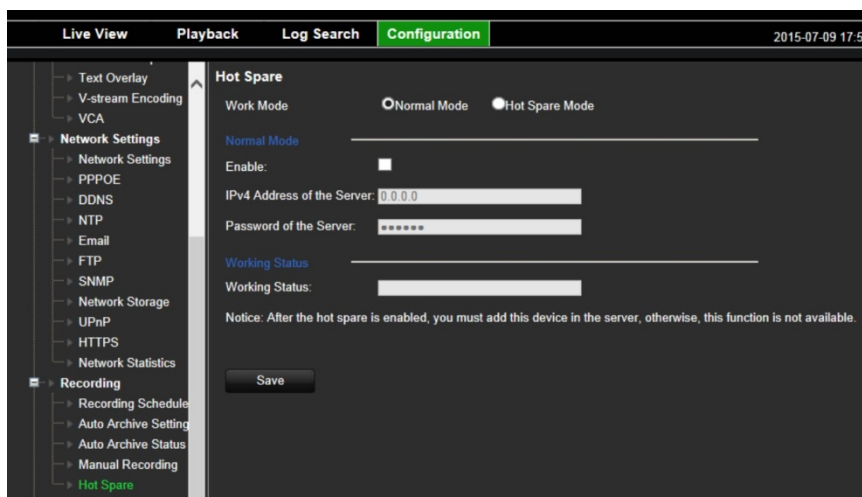 Live View Playback Log Search Configuration 2015-07-09 17:5
Text Overlay
V-stream Encoding
VCA
Network Settings
Network Settings
PPPOE
DDNS
NTP
Email
FTP
SNMP
Network Storage
UPnP
HTTPS
Network Statistics
Recording
Recording Schedule
Auto Archive Setting
Auto Archive Status
Manual Recording
Hot Spare
Hot Spare
Work Mode Normal Mode Hot Spare Mode
Normal Mode
Enable:
IPv4 Address of the Server: 0.0.0.0
Password of the Server: ●●●●●●
Working Status
Working Status:
Notice: After the hot spare is enabled, you must add this device in the server, otherwise, this function is not available.
Save